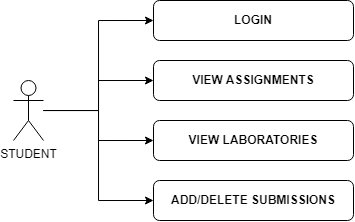 LOGIN
VIEW ASSIGNMENTS
VIEW LABORATORIES
STUDENT
ADD/DELETE SUBMISSIONS